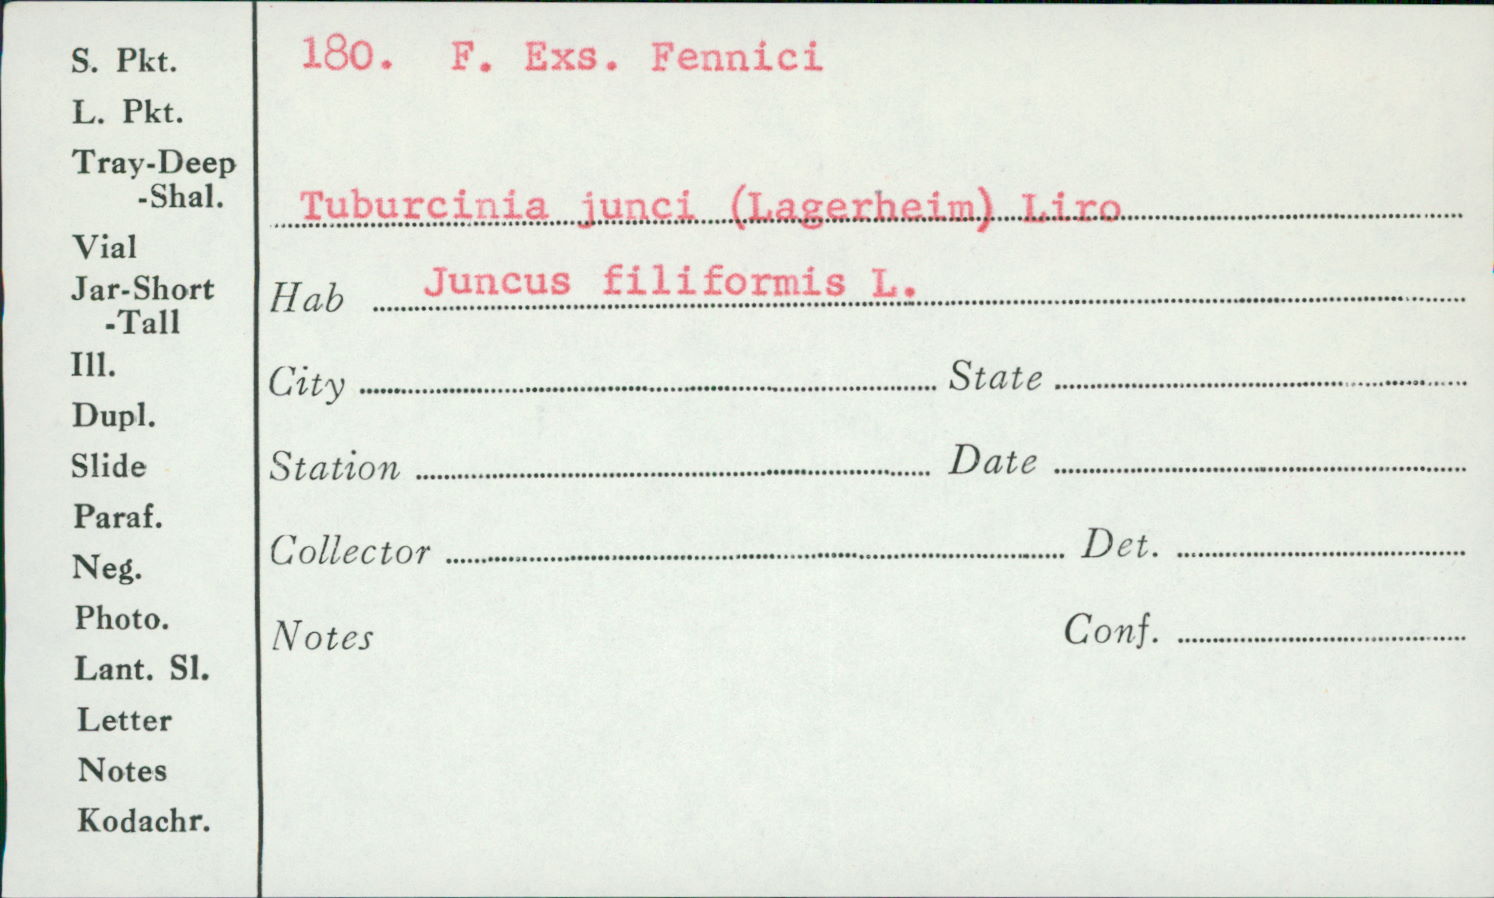 S. Pkt.
L. Pkt.
Tray-Deep
-Shal.
Vial
Jar-Short
-Tall
Ill.
Dupl.
Slide
Paraf.
Neg.
Photo.
Lant. Sl.
Letter
Notes
Kodachr.
180. F. Exs. Fennici
Tuburcinia junci (Lagerheim) Liro
Hab Juncus filiformis L.
City State
Station Date
Collector Det.
Notes Conf.